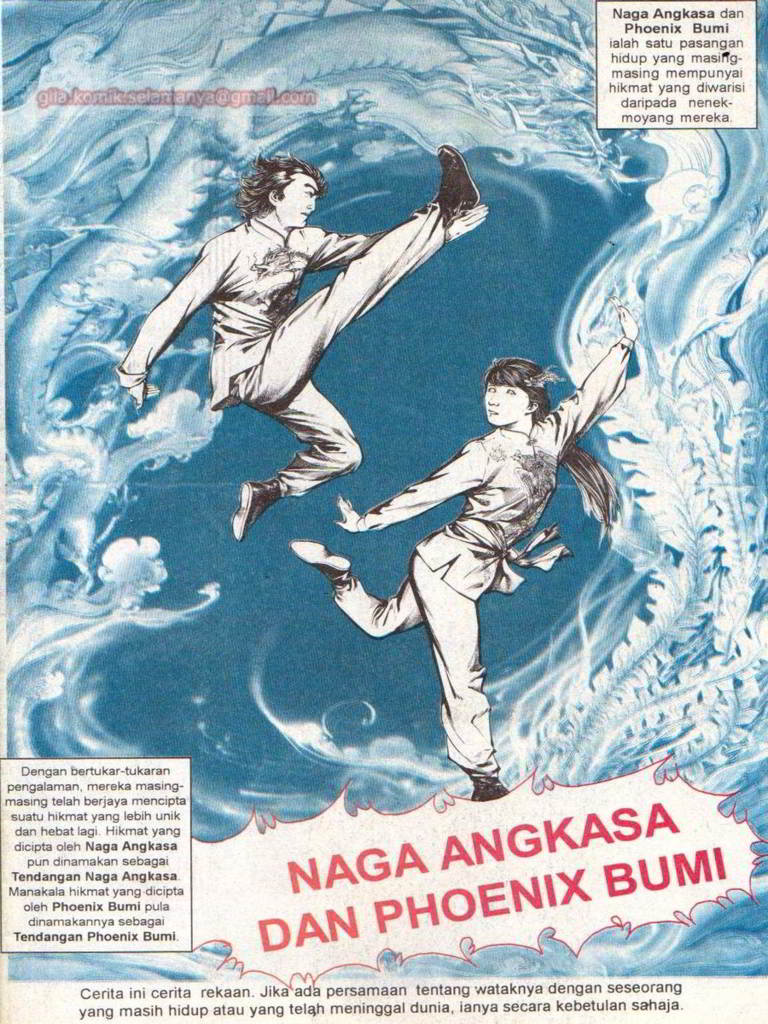 Naga Angkasa dan
Phoenix Bumi
ialah satu pasangan
hidup yang masing-
masing mempunyai
hikmat yang diwarisi
daripada nenek-
moyang mereka.
gila.komik.selamanya@gmail.com
Dengan bertukar-tukaran
pengalaman, mereka masing-
masing telah berjaya mencipta
suatu hikmat yang lebih unik
dan hebat lagi. Hikmat yang
dicipta oleh Naga Angkasa
pun dinamakan sebagai
Tendangan Naga Angkasa.
Manakala hikmat yang dicipta
oleh Phoenix Bumi pula
dinamakannya sebagai
Tendangan Phoenix Bumi.
NAGA ANGKASA
DAN PHOENIX BUMI
Cerita ini cerita rekaan. Jika ada persamaan tentang wataknya dengan seseorang
yang masih hidup atau yang telah meninggal dunia, ianya secara kebetulan sahaja.